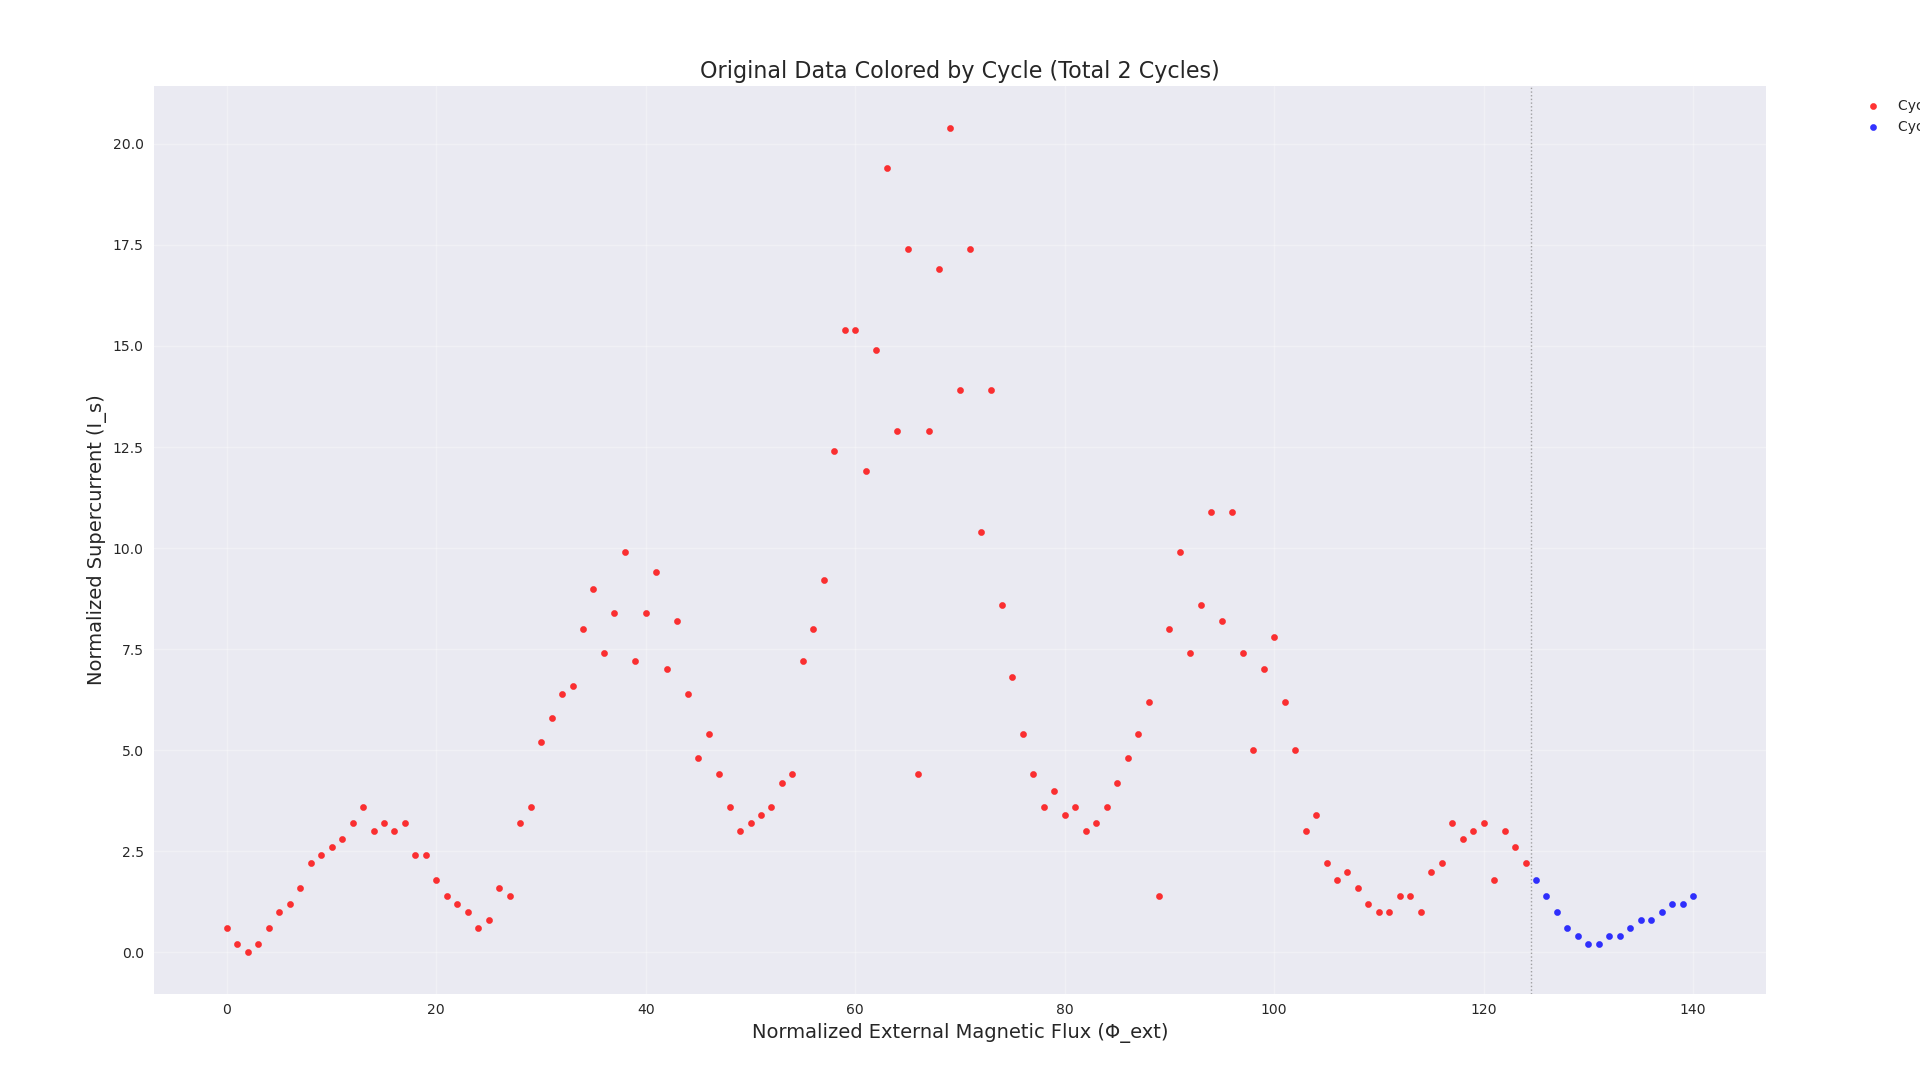 Original Data Colored by Cycle (Total 2 Cycles)
Cyc
Cyc
20.0
17.5
15.0
12.5
10.0
7.5
5.0
2.5
0.0
Normalized Supercurrent (I_s)
0 20 40 60 80 100 120 140
Normalized External Magnetic Flux (Φ_ext)